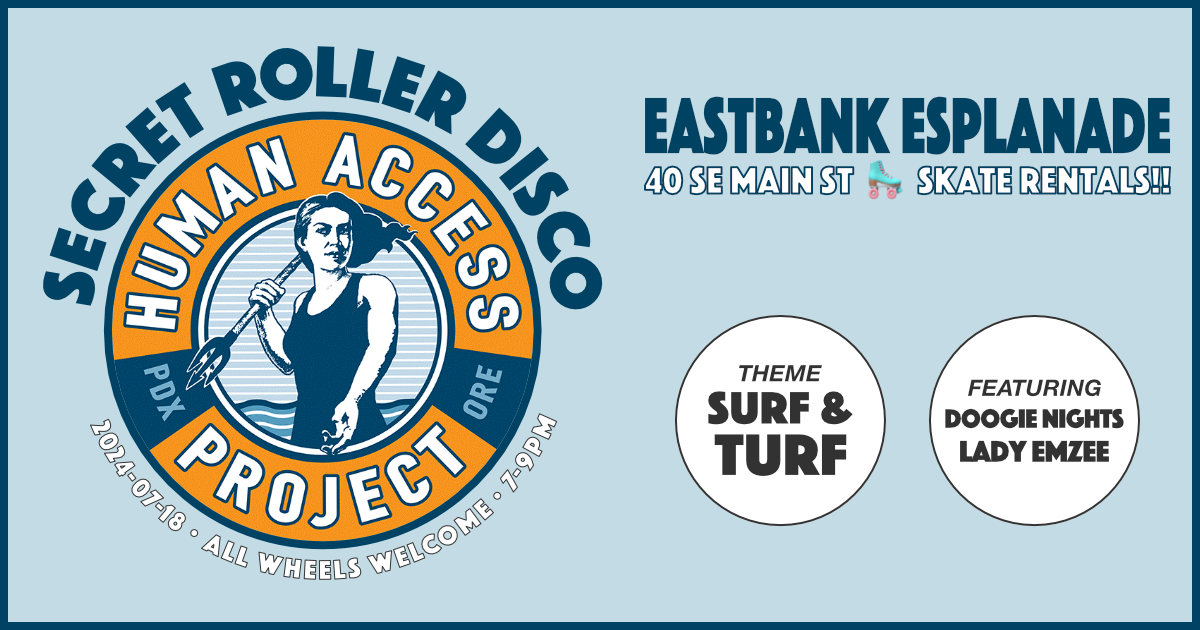 SECRET ROLLER DISCO
HUMAN ACCESS
PDX
ORE
PROJECT
2024-07-18 • ALL WHEELS WELCOME • 7-9PM
EASTBANK ESPLANADE
40 SE MAIN ST 🛼 SKATE RENTALS!!
THEME
SURF &
TURF
FEATURING
DOOGIE NIGHTS
LADY EMZEE